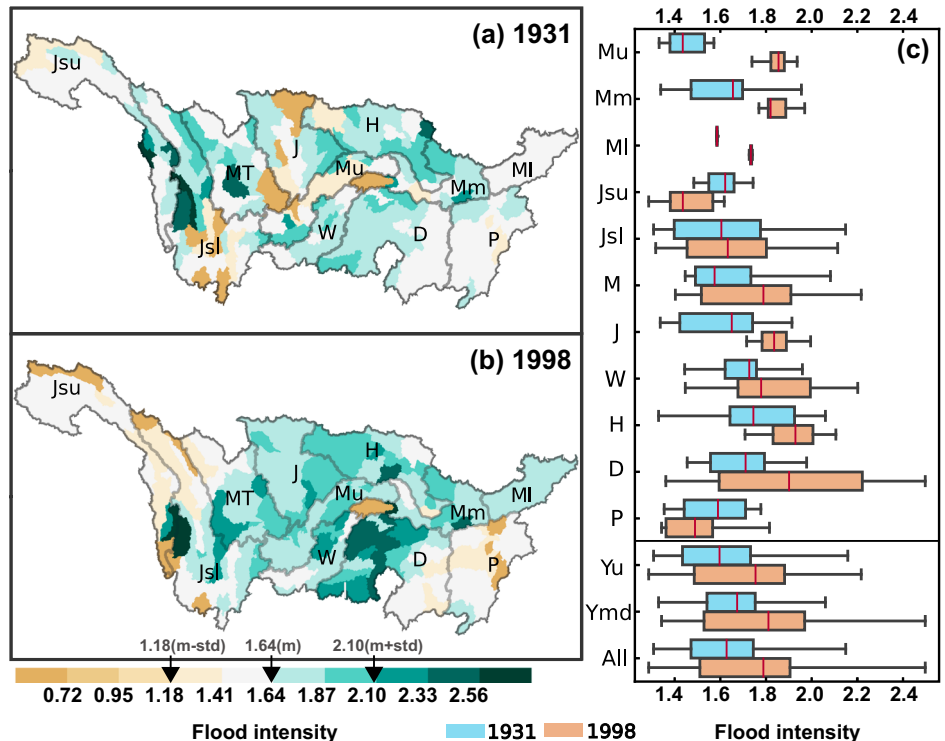 (a) 1931
Jsu
H
J
MT
Mu
Ml
Mm
W
D
P
Jsl
(b) 1998
Jsu
H
J
MT
Mu
Ml
Mm
W
D
P
Jsl
1.18(m-std) 1.64(m) 2.10(m+std)
0.72 0.95 1.18 1.41 1.64 1.87 2.10 2.33 2.56
Flood intensity
1.4 1.6 1.8 2.0 2.2 2.4
(c)
Mu
Mm
Ml
Jsu
Jsl
M
J
W
H
D
P
Yu
Ymd
All
1.4 1.6 1.8 2.0 2.2 2.4
1931 1998 Flood intensity